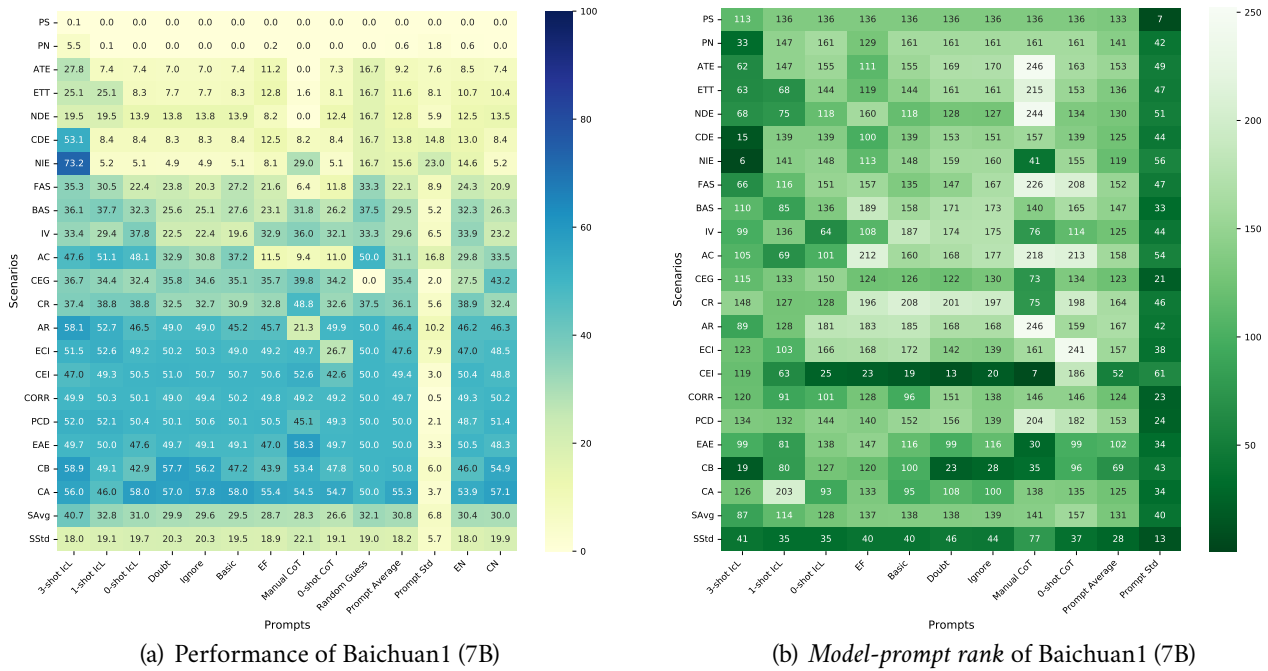 PS 0.1 0.0 0.0 0.0 0.0 0.0 0.0 0.0 0.0 0.0 0.0 0.0 0.0 0.0
PN 5.5 0.1 0.0 0.0 0.0 0.0 0.2 0.0 0.0 0.0 0.6 1.8 0.6 0.0
ATE 27.8 7.4 7.4 7.0 7.0 7.4 11.2 0.0 7.3 16.7 9.2 7.6 8.5 7.4
ETT 25.1 25.1 8.3 7.7 7.7 8.3 12.8 1.6 8.1 16.7 11.6 8.1 10.7 10.4
NDE 19.5 19.5 13.9 13.8 13.8 13.9 8.2 0.0 12.4 16.7 12.8 5.9 12.5 13.5
CDE 53.1 8.4 8.4 8.3 8.3 8.4 12.5 8.2 8.4 16.7 13.8 14.8 13.0 8.4
NIE 73.2 5.2 5.1 4.9 4.9 5.1 8.1 29.0 5.1 16.7 15.6 23.0 14.6 5.2
FAS 35.3 30.5 22.4 23.8 20.3 27.2 21.6 6.4 11.8 33.3 22.1 8.9 24.3 20.9
BAS 36.1 37.7 32.3 25.6 25.1 27.6 23.1 31.8 26.2 37.5 29.5 5.2 32.3 26.3
IV 33.4 29.4 37.8 22.5 22.4 19.6 32.9 36.0 32.1 33.3 29.6 6.5 33.9 23.2
AC 47.6 51.1 48.1 32.9 30.8 37.2 11.5 9.4 11.0 50.0 31.1 16.8 29.8 33.5
CEG 36.7 34.4 32.4 35.8 34.6 35.1 35.7 39.8 34.2 0.0 35.4 2.0 27.5 43.2
CR 37.4 38.8 38.8 32.5 32.7 30.9 32.8 48.8 32.6 37.5 36.1 5.6 38.9 32.4
AR 58.1 52.7 46.5 49.0 49.0 45.2 45.7 21.3 49.9 50.0 46.4 10.2 46.2 46.3
ECI 51.5 52.6 49.2 50.2 50.3 49.0 49.2 49.7 26.7 50.0 47.6 7.9 47.0 48.5
CEI 47.0 49.3 50.5 51.0 50.7 50.7 50.6 52.6 42.6 50.0 49.4 3.0 50.4 48.8
CORR 49.9 50.3 50.1 49.0 49.4 50.2 49.8 49.2 49.2 50.0 49.7 0.5 49.3 50.2
PCD 52.0 52.1 50.4 50.1 50.6 50.1 50.5 45.1 49.3 50.0 50.0 2.1 48.7 51.4
EAE 49.7 50.0 47.6 49.7 49.1 49.1 47.0 58.3 49.7 50.0 50.0 3.3 50.5 48.3
CB 58.9 49.1 42.9 57.7 56.2 47.2 43.9 53.4 47.8 50.0 50.8 6.0 46.0 54.9
CA 56.0 46.0 58.0 57.0 57.8 58.0 55.4 54.5 54.7 50.0 55.3 3.7 53.9 57.1
SAvg 40.7 32.8 31.0 29.9 29.6 29.5 28.7 28.3 26.6 32.1 30.8 6.8 30.4 30.0
SStd 18.0 19.1 19.7 20.3 20.3 19.5 18.9 22.1 19.1 19.0 18.2 5.7 18.0 19.9
Scenarios
3-shot IcL 1-shot IcL 0-shot IcL Doubt Ignore Basic EF Manual CoT 0-shot CoT Random Guess Prompt Average Prompt Std EN CN
Prompts
100
80
60
40
20
0
(a) Performance of Baichuan1 (7B)
PS 113 136 136 136 136 136 136 136 136 133 7
PN 33 147 161 129 161 161 161 161 161 141 42
ATE 62 147 155 111 155 169 170 246 164 153 49
ETT 63 68 144 119 144 161 160 215 153 136 47
NDE 68 75 118 160 118 128 127 244 134 130 51
CDE 15 139 139 100 139 153 151 157 139 125 44
NIE 6 141 148 113 148 159 160 41 155 119 56
FAS 66 116 151 157 135 147 167 226 208 152 47
BAS 110 85 136 189 158 171 173 140 165 147 33
IV 99 136 64 108 187 174 175 76 114 125 44
AC 105 69 101 212 160 168 177 218 213 158 54
CEG 115 133 150 124 126 122 130 73 134 123 21
CR 148 127 128 196 208 201 197 75 198 164 46
AR 89 128 181 183 185 168 168 246 159 167 42
ECI 123 103 166 168 172 142 139 161 241 157 38
CEI 119 63 25 23 19 13 20 7 186 52 61
CORR 120 91 101 128 96 151 138 146 146 124 23
PCD 134 132 144 140 152 156 139 204 182 153 24
EAE 99 81 138 147 116 99 116 30 99 102 34
CB 19 80 127 120 100 23 28 35 96 69 43
CA 126 203 93 133 95 108 100 138 135 125 34
SAvg 87 114 128 137 138 138 139 141 157 131 40
SStd 41 35 35 40 40 46 44 77 37 28 13
Scenarios
3-shot IcL 1-shot IcL 0-shot IcL EF Basic Doubt Ignore Manual CoT 0-shot CoT Prompt Average Prompt Std
Prompts
250
200
150
100
50
(b) Model-prompt rank of Baichuan1 (7B)